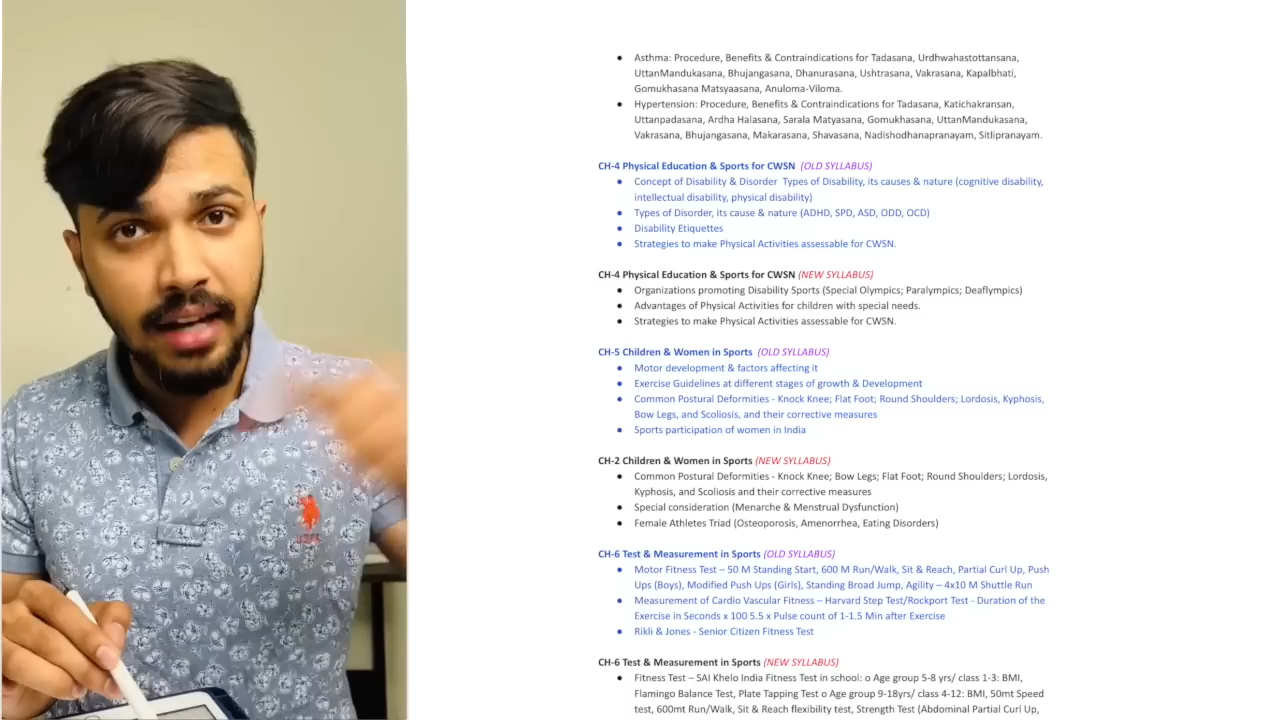 ● Asthma: Procedure, Benefits & Contraindications for Tadasana, Urdhwahastottansana,
UttanMandukasana, Bhujangasana, Dhanurasana, Ushtrasana, Vakrasana, Kapalbhati,
Gomukhasana Matsyaasana, Anuloma-Viloma.
● Hypertension: Procedure, Benefits & Contraindications for Tadasana, Katichakransan,
Uttanpadasana, Ardha Halasana, Sarala Matyasana, Gomukhasana, UttanMandukasana,
Vakrasana, Bhujangasana, Makarasana, Shavasana, Nadishodhanapranayam, Sitlipranayam.
CH-4 Physical Education & Sports for CWSN (OLD SYLLABUS)
● Concept of Disability & Disorder Types of Disability, its causes & nature (cognitive disability,
intellectual disability, physical disability)
● Types of Disorder, its cause & nature (ADHD, SPD, ASD, ODD, OCD)
● Disability Etiquettes
● Strategies to make Physical Activities assessable for CWSN.
CH-4 Physical Education & Sports for CWSN (NEW SYLLABUS)
● Organizations promoting Disability Sports (Special Olympics; Paralympics; Deaflympics)
● Advantages of Physical Activities for children with special needs.
● Strategies to make Physical Activities assessable for CWSN.
CH-5 Children & Women in Sports (OLD SYLLABUS)
● Motor development & factors affecting it
● Exercise Guidelines at different stages of growth & Development
● Common Postural Deformities - Knock Knee; Flat Foot; Round Shoulders; Lordosis, Kyphosis,
Bow Legs, and Scoliosis, and their corrective measures
● Sports participation of women in India
CH-2 Children & Women in Sports (NEW SYLLABUS)
● Common Postural Deformities - Knock Knee; Bow Legs; Flat Foot; Round Shoulders; Lordosis,
Kyphosis, and Scoliosis and their corrective measures
● Special consideration (Menarche & Menstrual Dysfunction)
● Female Athletes Triad (Osteoporosis, Amenorrhea, Eating Disorders)
CH-6 Test & Measurement in Sports (OLD SYLLABUS)
● Motor Fitness Test – 50 M Standing Start, 600 M Run/Walk, Sit & Reach, Partial Curl Up, Push
Ups (Boys), Modified Push Ups (Girls), Standing Broad Jump, Agility – 4x10 M Shuttle Run
● Measurement of Cardio Vascular Fitness – Harvard Step Test/Rockport Test - Duration of the
Exercise in Seconds x 100 5.5 x Pulse count of 1-1.5 Min after Exercise
● Rikli & Jones - Senior Citizen Fitness Test
CH-6 Test & Measurement in Sports (NEW SYLLABUS)
● Fitness Test – SAI Khelo India Fitness Test in school: o Age group 5-8 yrs/ class 1-3: BMI,
Flamingo Balance Test, Plate Tapping Test o Age group 9-18yrs/ class 4-12: BMI, 50mt Speed
test, 600mt Run/Walk, Sit & Reach flexibility test, Strength Test (Abdominal Partial Curl Up,